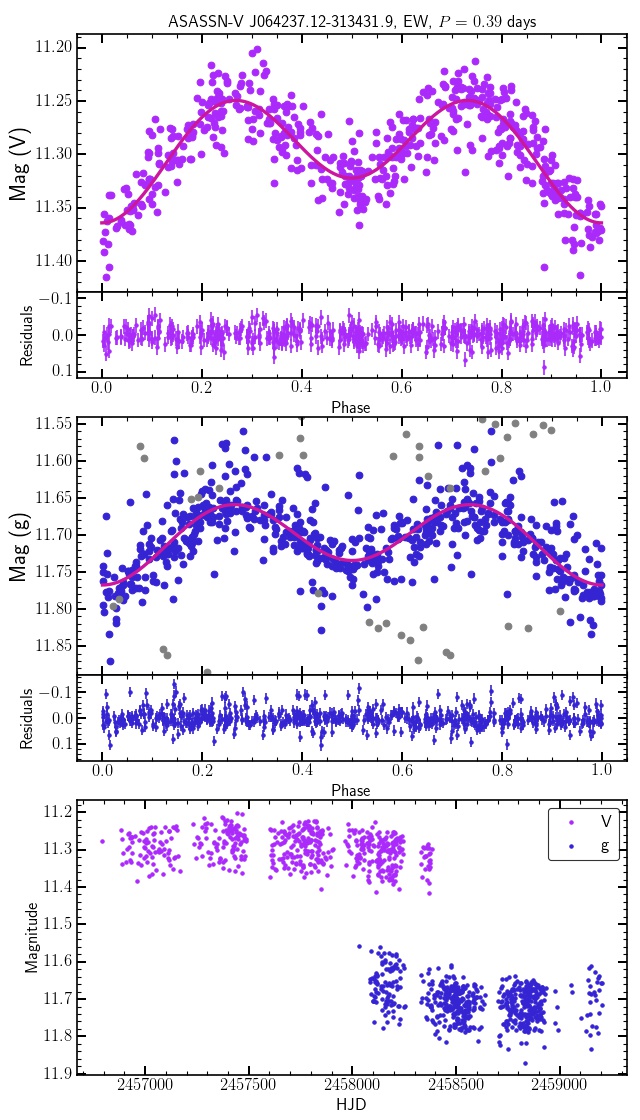 ASASSN-V J064237.12-313431.9, EW, P = 0.39 days
11.20
11.25
11.30
11.35
11.40
Mag (V)
−0.1
0.0
0.1
Residuals
0.0 0.2 0.4 0.6 0.8 1.0
Phase
11.55
11.60
11.65
11.70
11.75
11.80
11.85
Mag (g)
−0.1
0.0
0.1
Residuals
0.0 0.2 0.4 0.6 0.8 1.0
Phase
11.2
11.3
11.4
11.5
11.6
11.7
11.8
11.9
Magnitude
V
g
2457000 2457500 2458000 2458500 2459000
HJD